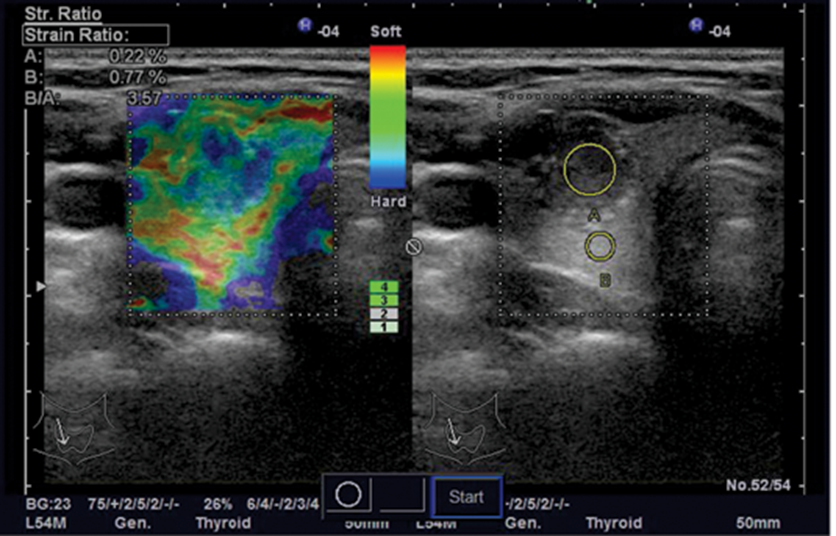 Str. Ratio
Strain Ratio:
A: 0.22 %
B: 0.77 %
B/A: 3.57
H -04
Soft
Hard
4
3
2
1
H -04
A
B
No.52/54
BG:23 75/+/2/5/2/-/- 26% 6/4/-/2/3/4
Start
-/2/5/2/-/-
L54M Gen. Thyroid 50mm
L54M Gen. Thyroid 50mm